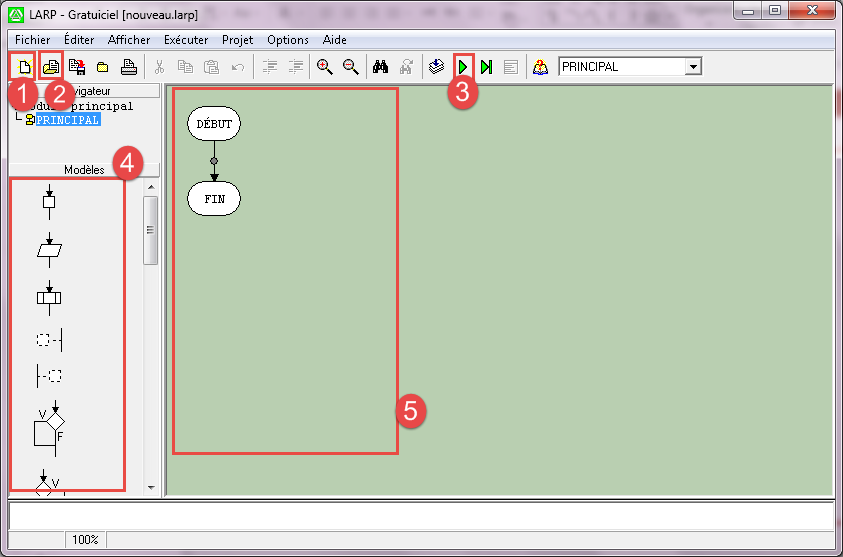 LARP - Gratuiciel [nouveau.larp]
Fichier Éditer Afficher Exécuter Projet Options Aide
PRINCIPAL
1 2 3
vigateur
odule principal
PRINCIPAL
4
Modèles
V
F
V
DÉBUT
FIN
5
100%